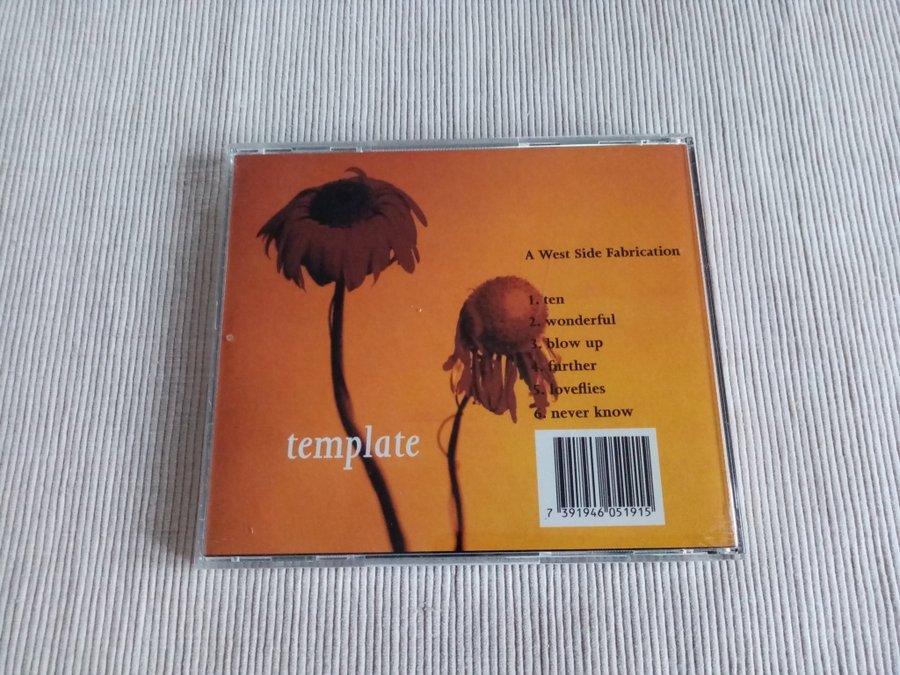 A West Side Fabrication
1. ten
2. wonderful
3. blow up
4. further
5. loveflies
6. never know
template
7 391946 051915